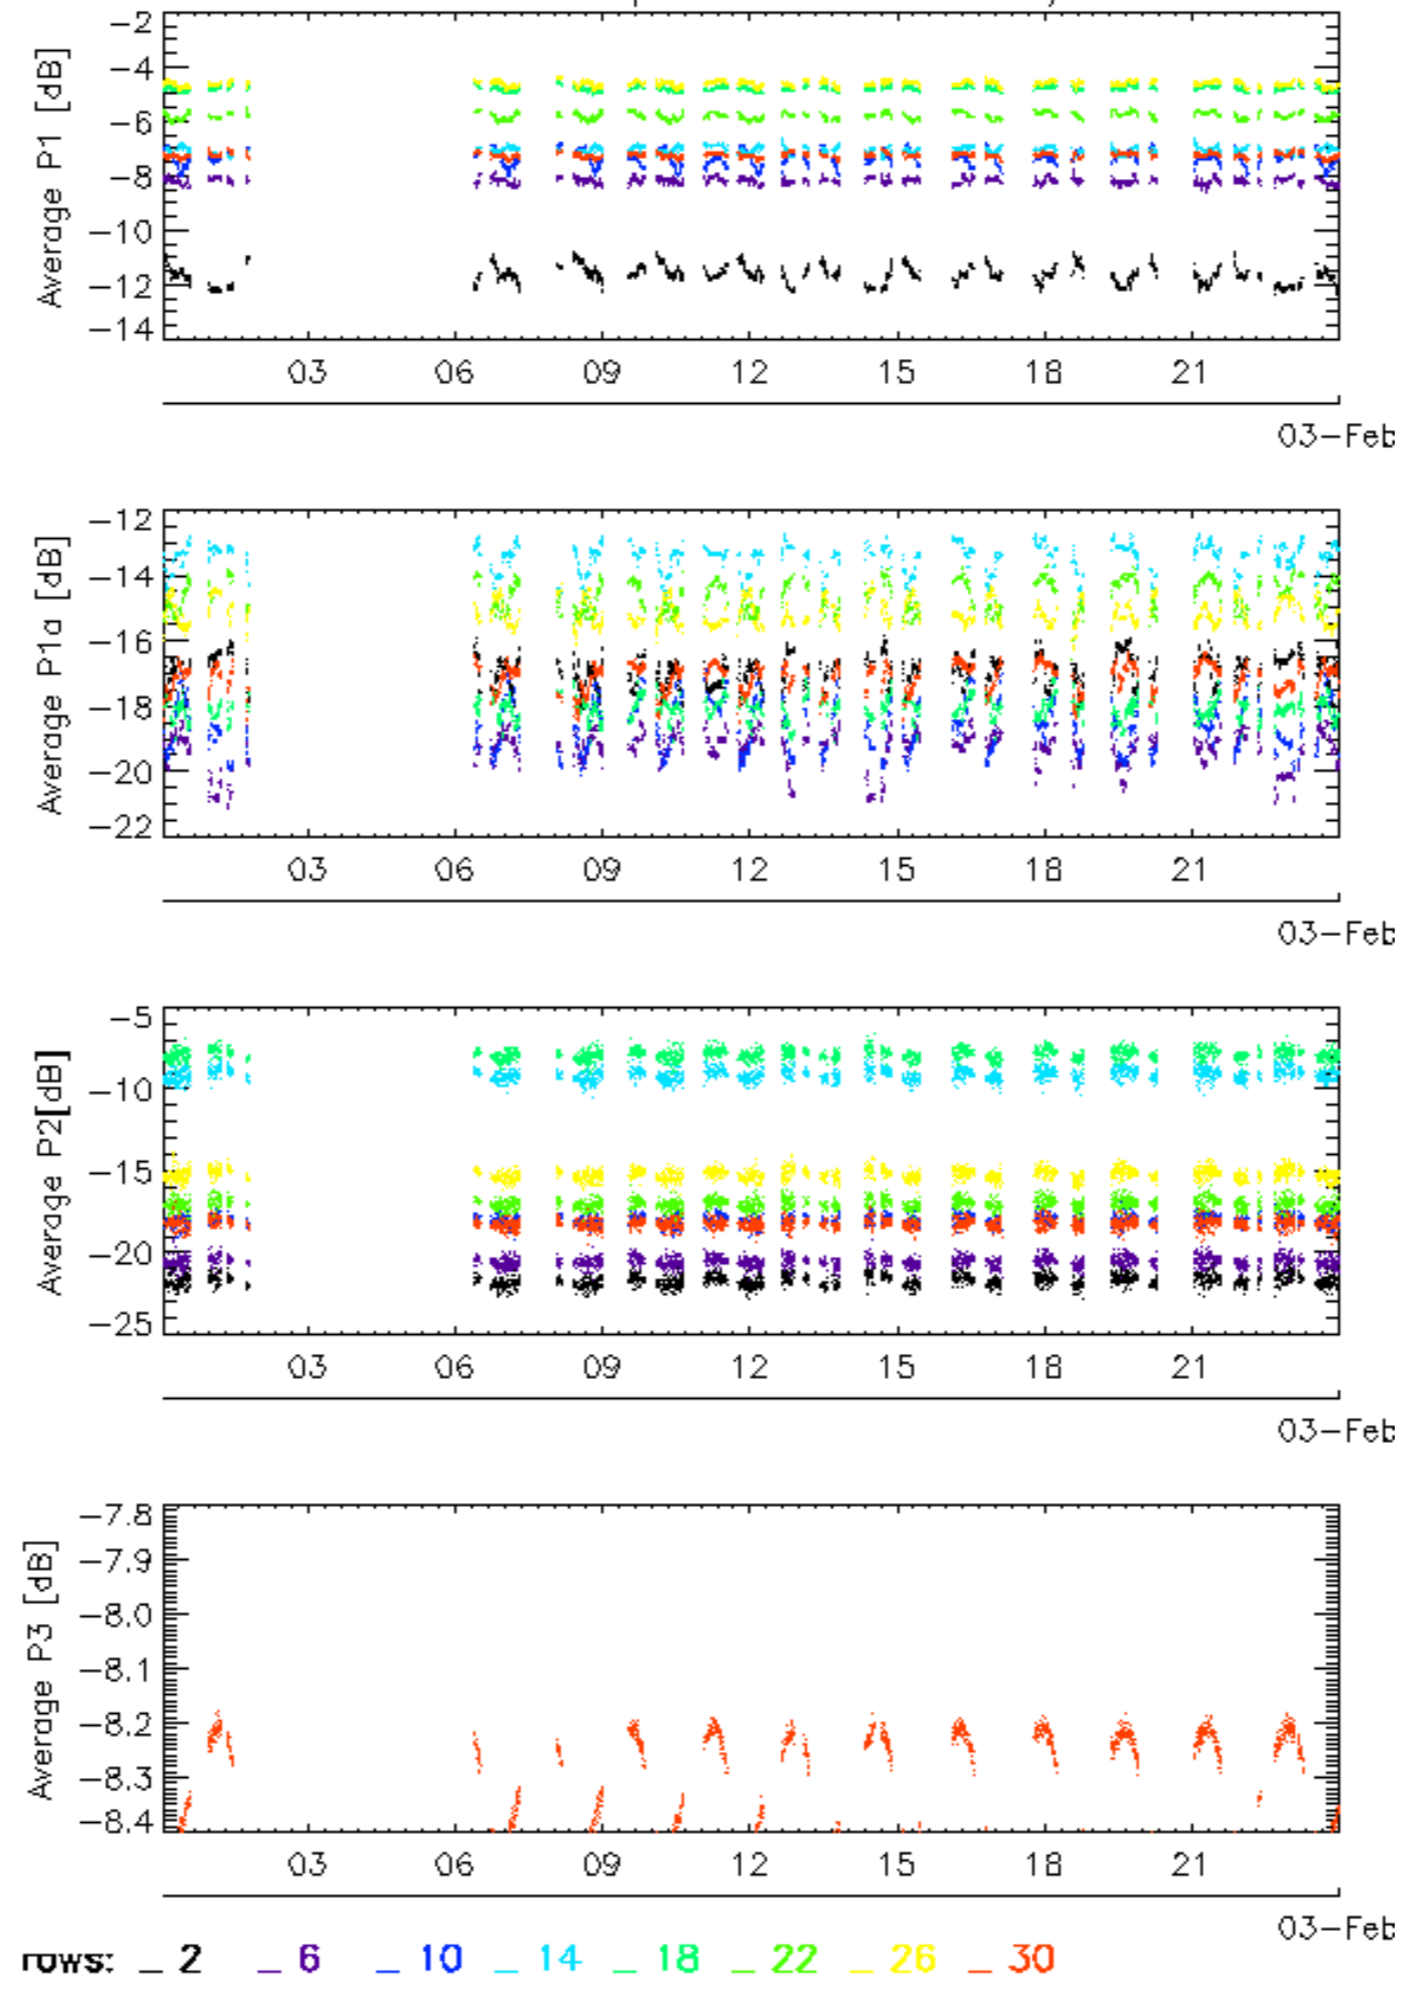 Average P1 [dB]
−2
−4
−6
−8
−10
−12
−14
03 06 09 12 15 18 21
03−Feb
Average P1a [dB]
−12
−14
−16
−18
−20
−22
03 06 09 12 15 18 21
03−Feb
Average P2[dB]
−5
−10
−15
−20
−25
03 06 09 12 15 18 21
03−Feb
Average P3 [dB]
−7.8
−7.9
−8.0
−8.1
−8.2
−8.3
−8.4
03 06 09 12 15 18 21
03−Feb
rows: _ 2 _ 6 _ 10 _ 14 _ 18 _ 22 _ 26 _ 30